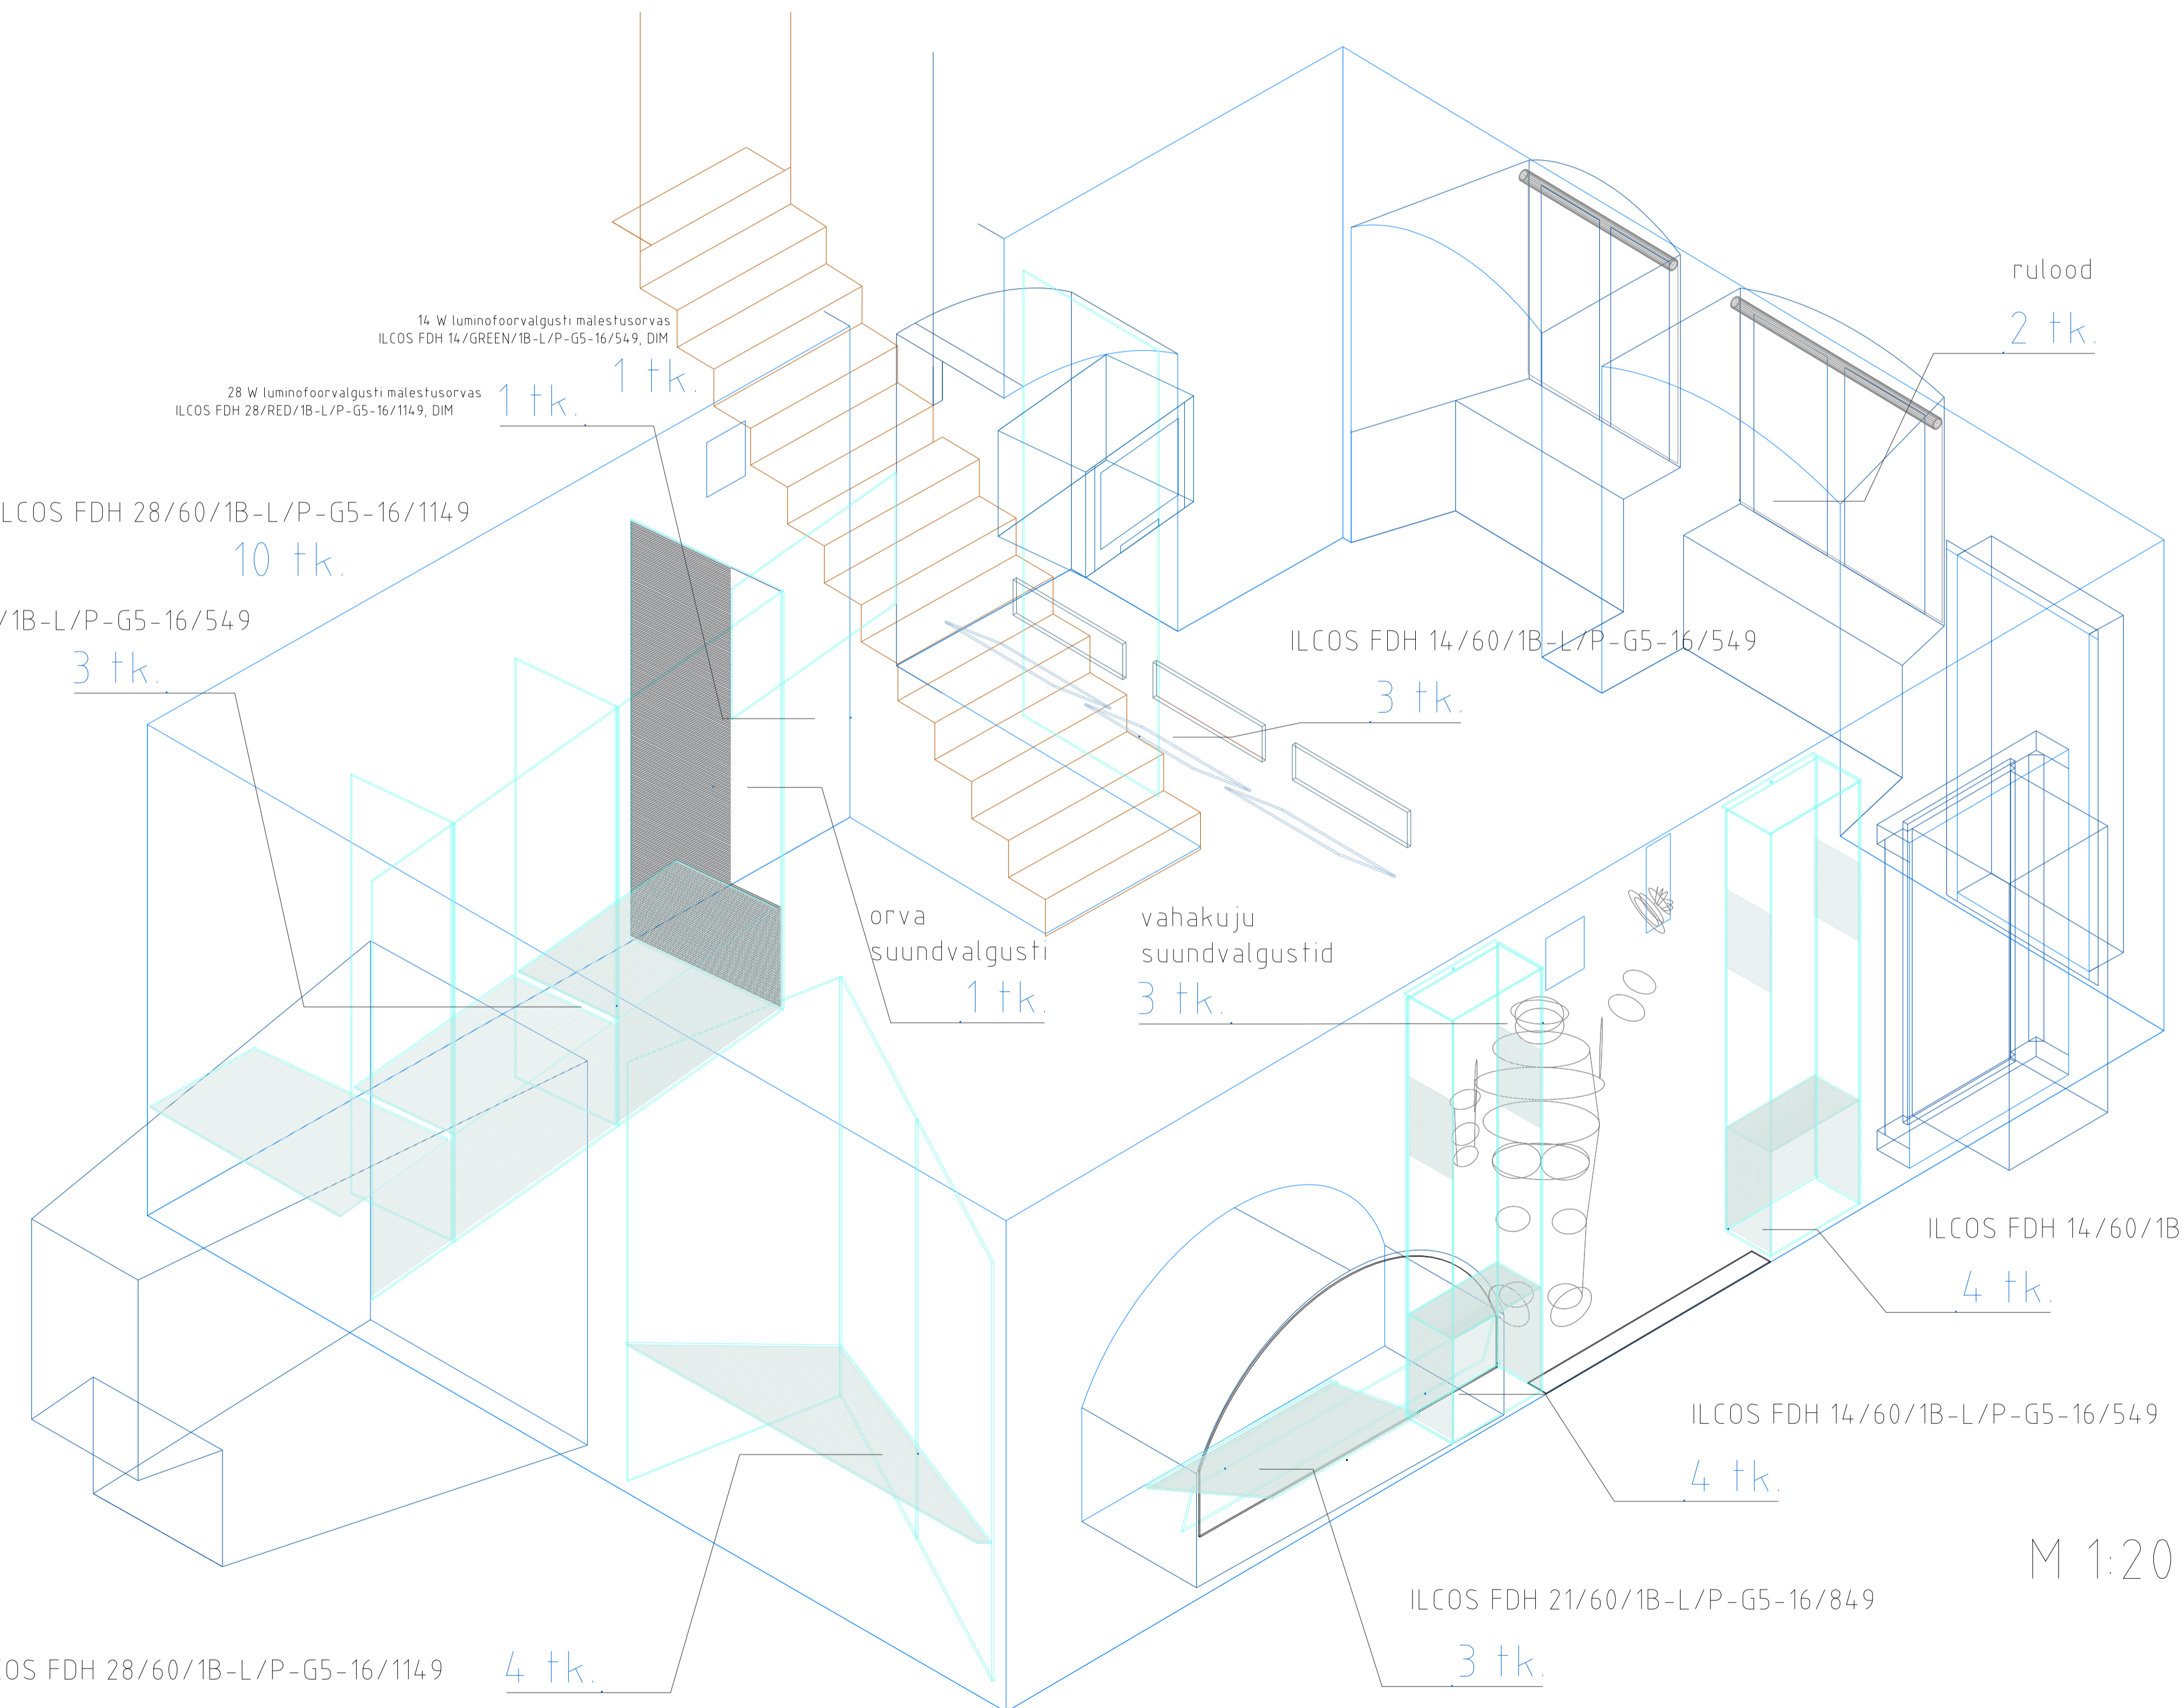 rulood
2 tk.
14 W luminofoorvalgusti mälestusorvas
ILCOS FDH 14/GREEN/1B-L/P-G5-16/549, DIM
1 tk.
28 W luminofoorvalgusti mälestusorvas
ILCOS FDH 28/RED/1B-L/P-G5-16/1149, DIM
1 tk.
LCOS FDH 28/60/1B-L/P-G5-16/1149
10 tk.
/1B-L/P-G5-16/549
3 tk.
ILCOS FDH 14/60/1B-L/P-G5-16/549
3 tk.
orva
suundvalgusti
1 tk.
vahakuju
suundvalgustid
3 tk.
ILCOS FDH 14/60/1B
4 tk.
ILCOS FDH 14/60/1B-L/P-G5-16/549
4 tk.
M 1:20
ILCOS FDH 21/60/1B-L/P-G5-16/849
3 tk.
COS FDH 28/60/1B-L/P-G5-16/1149
4 tk.